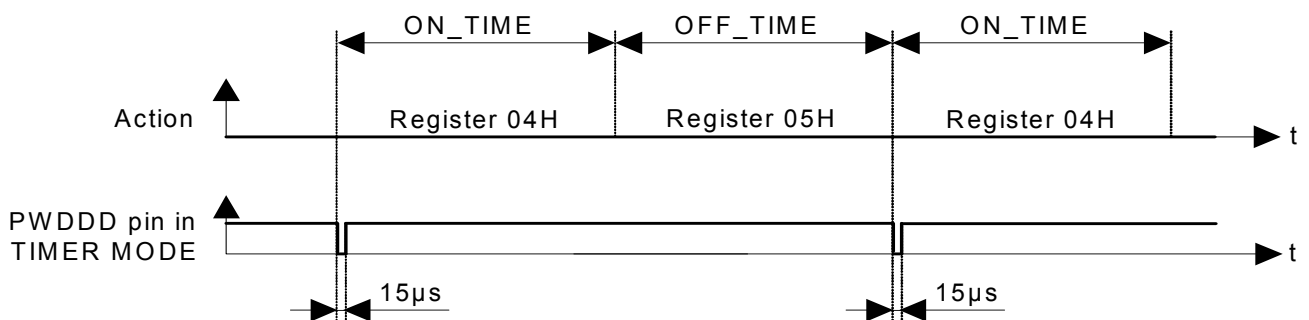 ON_TIME OFF_TIME ON_TIME
Action Register 04H Register 05H Register 04H t
PWDDD pin in
TIMER MODE t
15µs 15µs